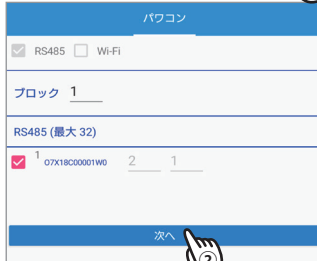 パワコン
RS485 Wi-Fi
ブロック 1
RS485 (最大 32)
1 07X18C00001W0 2 1
次へ
②